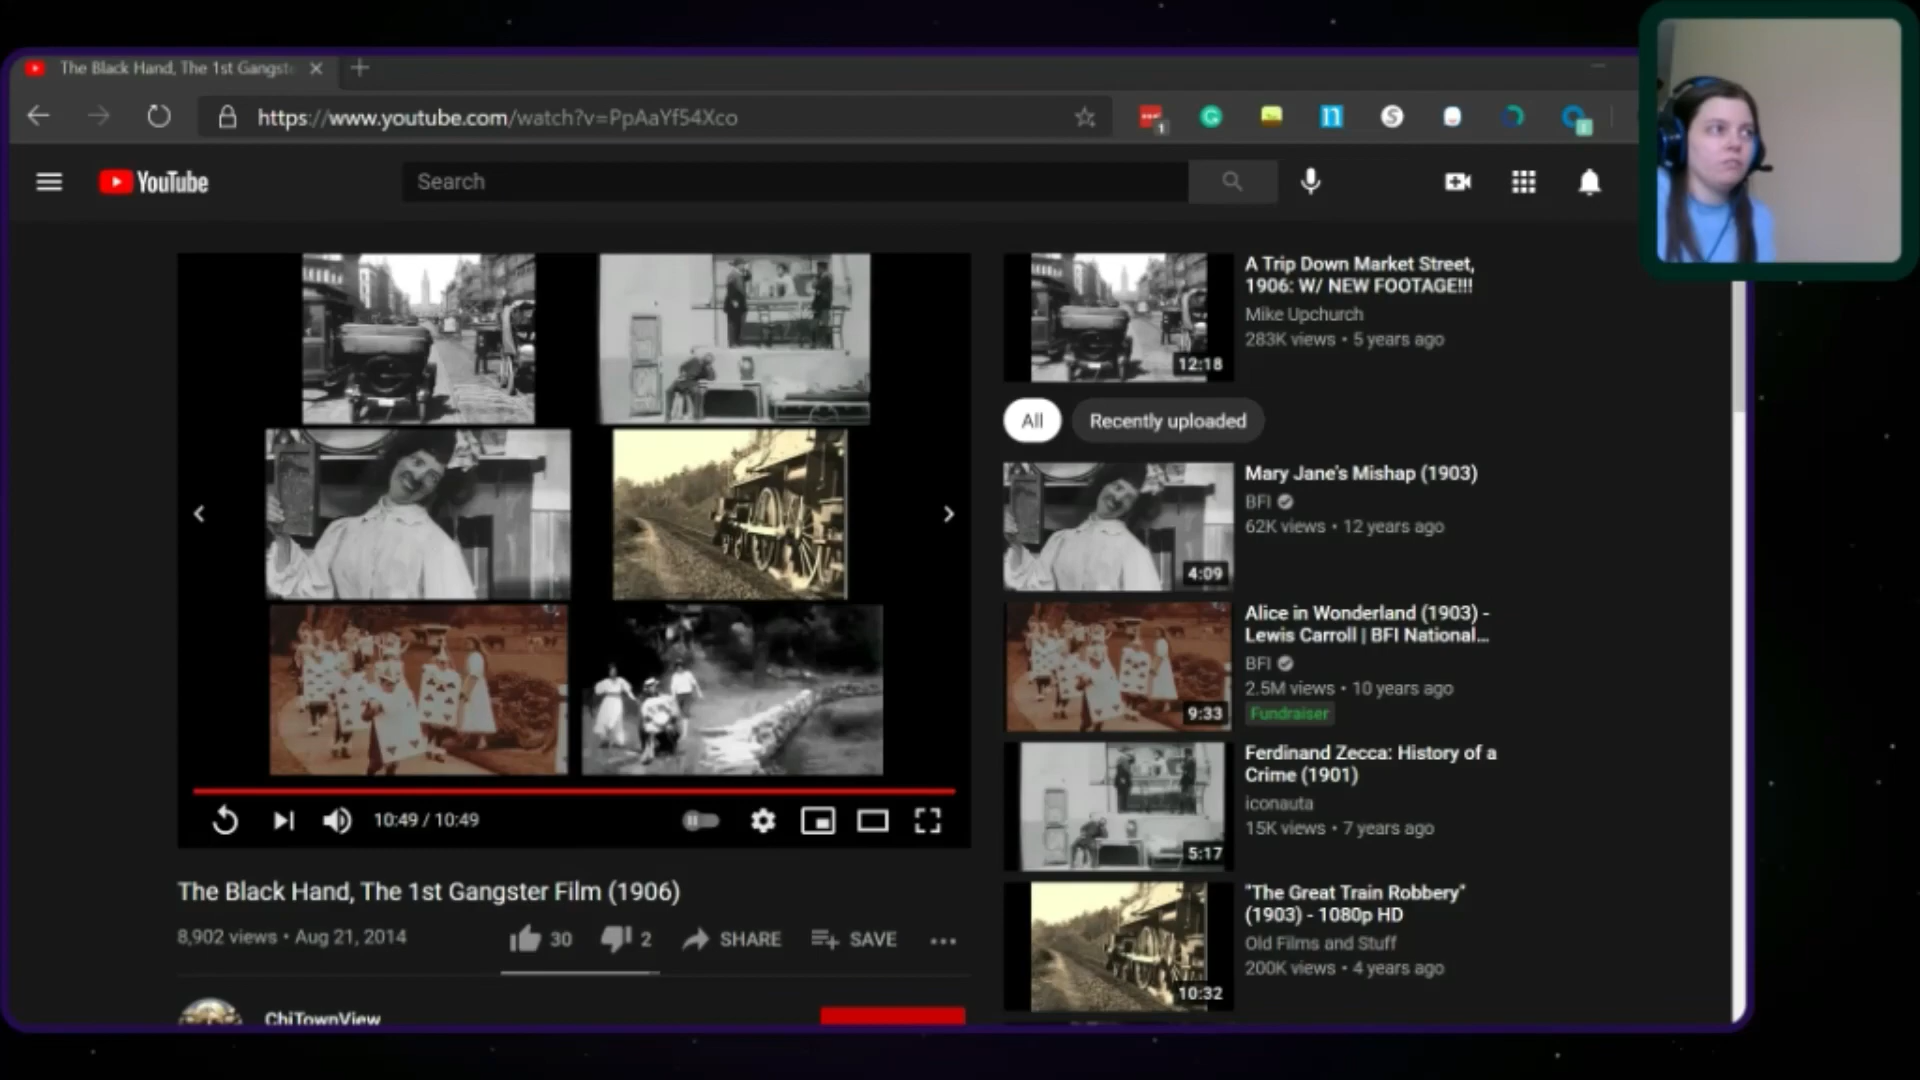 The Black Hand, The 1st Gangst
https://www.youtube.com/watch?v=PpAaYf54Xco
1
YouTube
Search
A Trip Down Market Street,
1906: W/ NEW FOOTAGE!!!
Mike Upchurch
283K views • 5 years ago
12:18
All
Recently uploaded
Mary Jane's Mishap (1903)
BFI
62K views • 12 years ago
4:09
Alice in Wonderland (1903) -
Lewis Carroll | BFI National...
BFI
2.5M views • 10 years ago
Fundraiser
9:33
Ferdinand Zecca: History of a
Crime (1901)
iconauta
15K views • 7 years ago
5:17
"The Great Train Robbery"
(1903) - 1080p HD
Old Films and Stuff
200K views • 4 years ago
10:32
10:49 / 10:49
The Black Hand, The 1st Gangster Film (1906)
8,902 views • Aug 21, 2014
30
2
SHARE
SAVE
ChiTownView